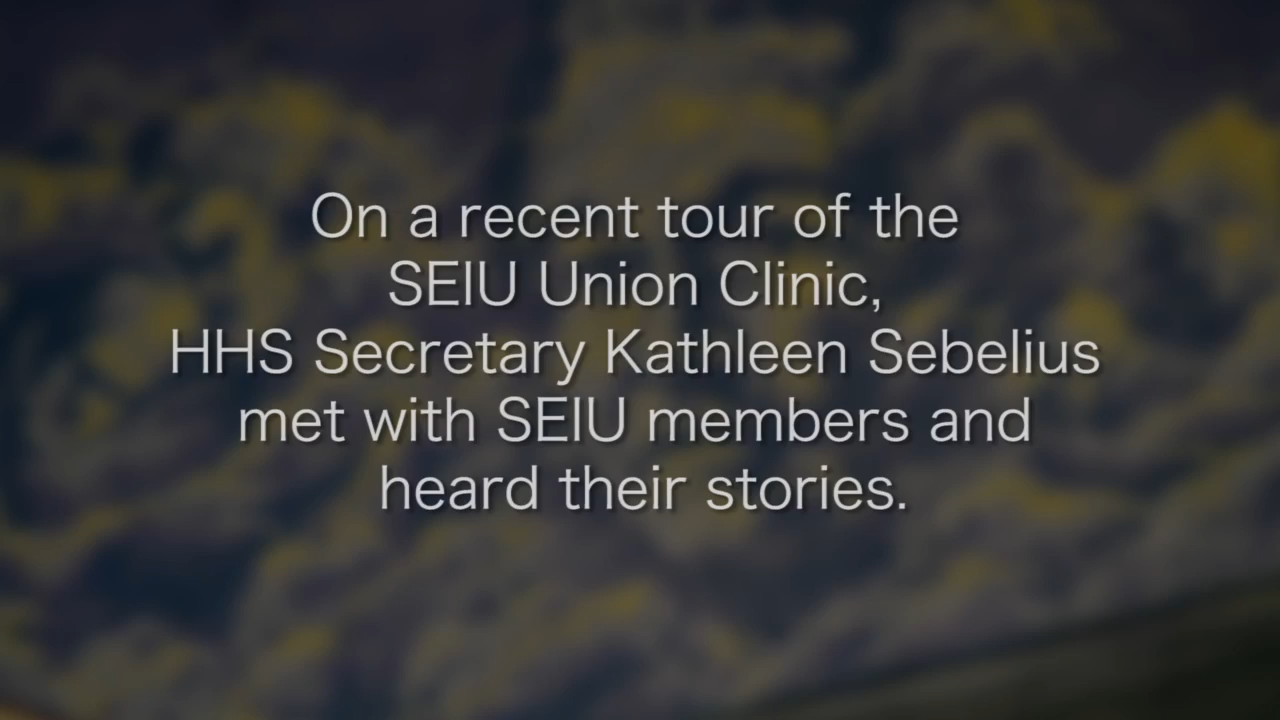 On a recent tour of the
SEIU Union Clinic,
HHS Secretary Kathleen Sebelius
met with SEIU members and
heard their stories.